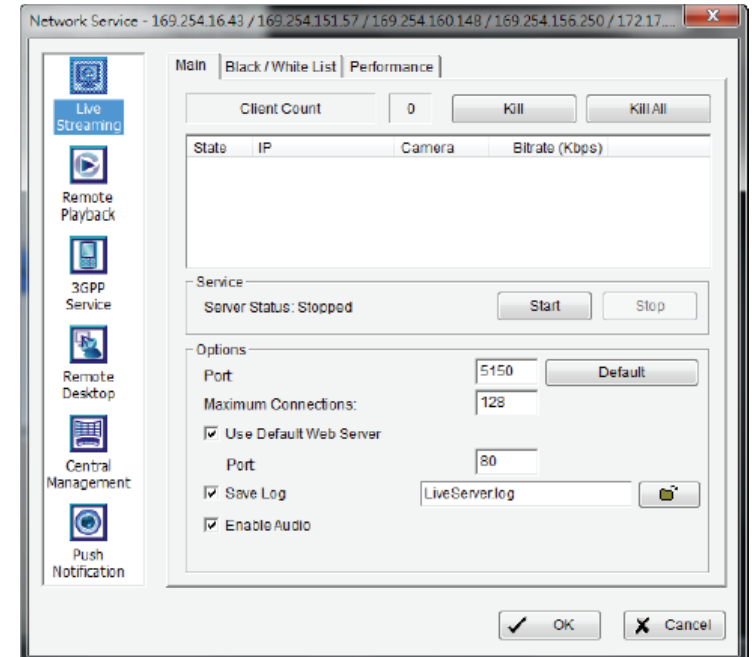 Network Service - 169.254.16.43 / 169.254.151.57 / 169.254.160.148 / 169.254.156.250 / 172.17....
Main Black / White List Performance
Live Streaming
Remote Playback
3GPP Service
Remote Desktop
Central Management
Push Notification
Client Count 0 Kill Kill All
State IP Camera Bitrate (Kbps)
Service
Server Status: Stopped Start Stop
Options
Port 5150 Default
Maximum Connections: 128
Use Default Web Server
Port 80
Save Log LiveServer.log
Enable Audio
OK Cancel